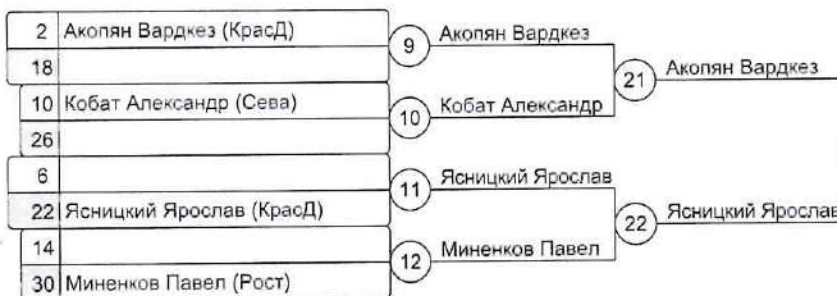 2 Акопян Вардкез (КрасД)
9 Акопян Вардкез
18
21 Акопян Вардкез
10 Кобат Александр (Сева)
10 Кобат Александр
26
6
11 Ясницкий Ярослав
22 Ясницкий Ярослав (КрасД)
22 Ясницкий Ярослав
14
12 Миненков Павел
30 Миненков Павел (Рост)